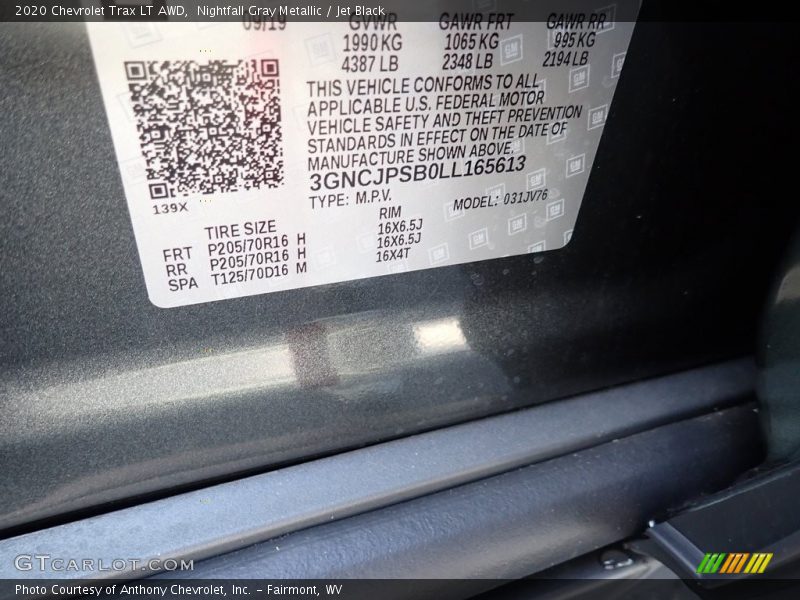 2020 Chevrolet Trax LT AWD, Nightfall Gray Metallic / Jet Black
09/19 GVWR GAWR FRT GAWR RR
1990 KG 1065 KG 995 KG
4387 LB 2348 LB 2194 LB
THIS VEHICLE CONFORMS TO ALL
APPLICABLE U.S. FEDERAL MOTOR
VEHICLE SAFETY AND THEFT PREVENTION
STANDARDS IN EFFECT ON THE DATE OF
MANUFACTURE SHOWN ABOVE.
3GNCJPSB0LL165613
139X
TYPE: M.P.V. MODEL: 031JV76
TIRE SIZE RIM
FRT P205/70R16 H 16X6.5J
RR P205/70R16 H 16X6.5J
SPA T125/70D16 M 16X4T
GTCARLOT.COM
Photo Courtesy of Anthony Chevrolet, Inc. – Fairmont, WV